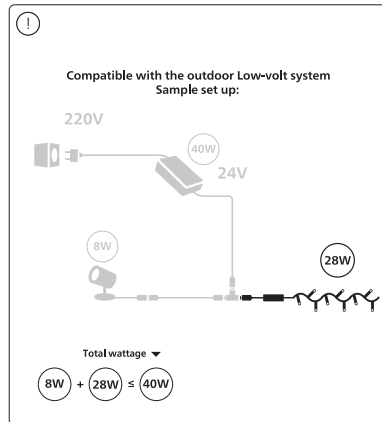 !
Compatible with the outdoor Low-volt system
Sample set up:
220V
40W
24V
8W
28W
Total wattage
8W + 28W ≤ 40W